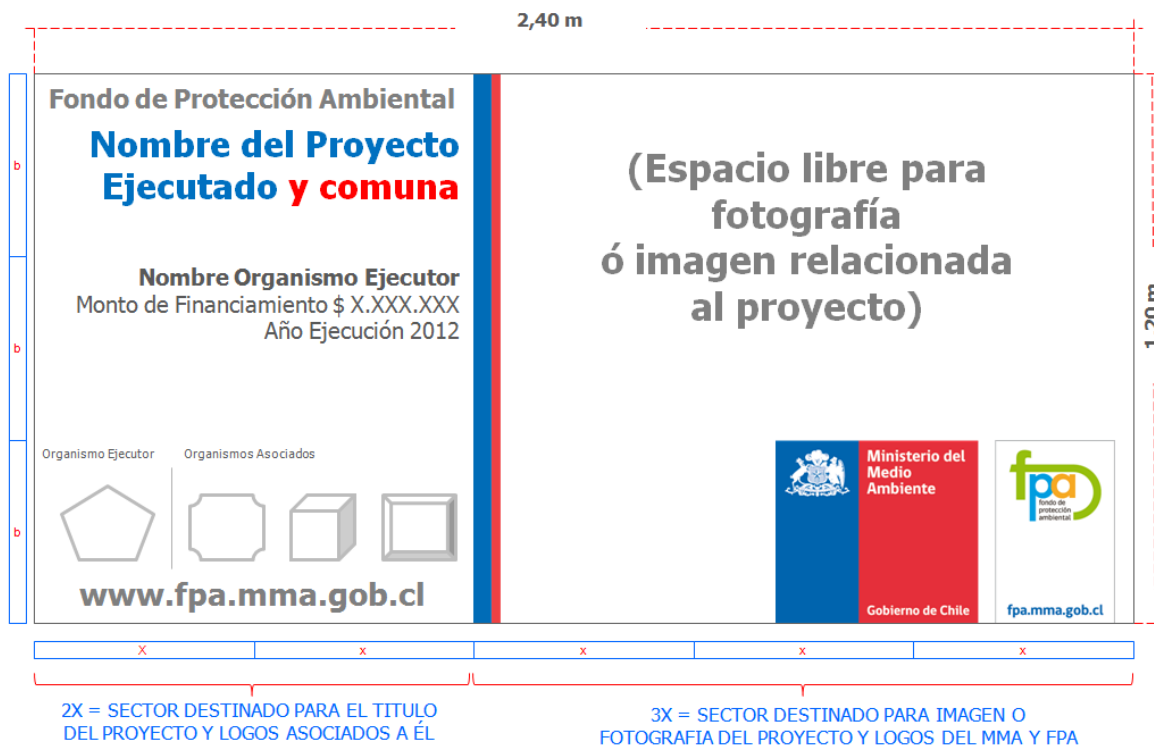 2,40 m
Fondo de Protección Ambiental
Nombre del Proyecto
Ejecutado y comuna
Nombre Organismo Ejecutor
Monto de Financiamiento $ X.XXX.XXX
Año Ejecución 2012
Organismo Ejecutor
Organismos Asociados
www.fpa.mma.gob.cl
b
b
b
(Espacio libre para
fotografía
ó imagen relacionada
al proyecto)
1,20 m
Ministerio del
Medio
Ambiente
Gobierno de Chile
fpa
fondo de
protección
ambiental
fpa.mma.gob.cl
X
x
x
x
x
2X = SECTOR DESTINADO PARA EL TITULO
DEL PROYECTO Y LOGOS ASOCIADOS A ÉL
3X = SECTOR DESTINADO PARA IMAGEN O
FOTOGRAFIA DEL PROYECTO Y LOGOS DEL MMA Y FPA